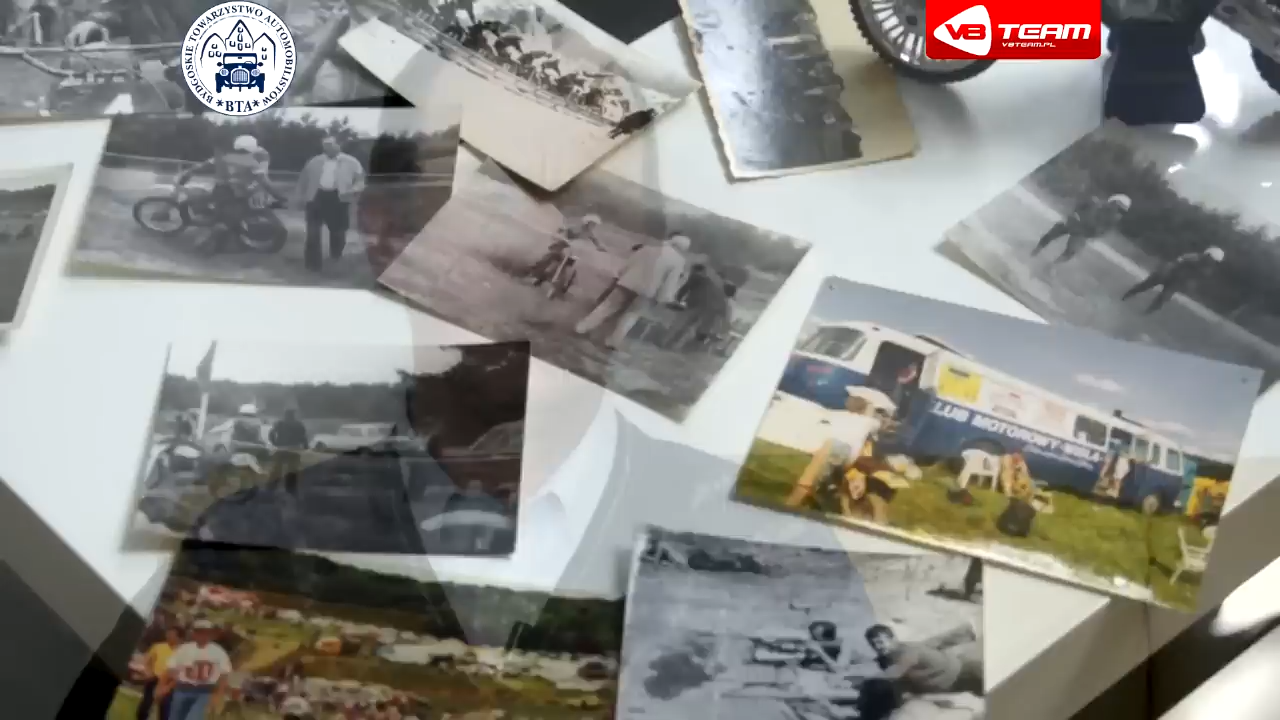 BYDGOSKIE TOWARZYSTWO AUTOMOBILISTÓW
*BTA*
V8 TEAM
V8TEAM.PL
LUB MOTOROWY